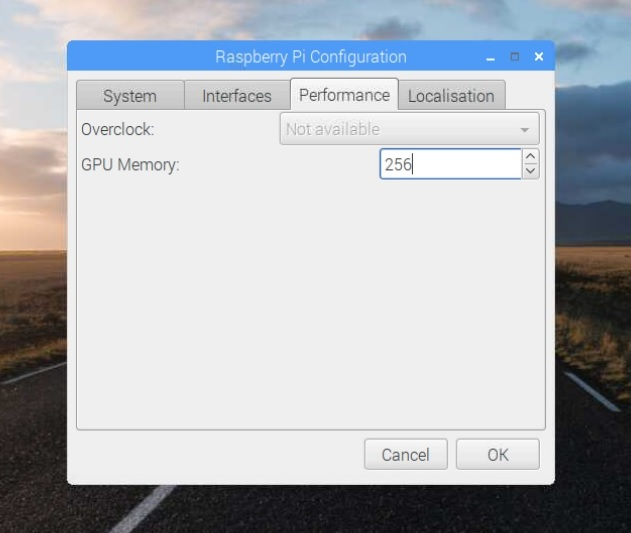 Raspberry Pi Configuration
System Interfaces Performance Localisation
Overclock: Not available
GPU Memory: 256
Cancel OK